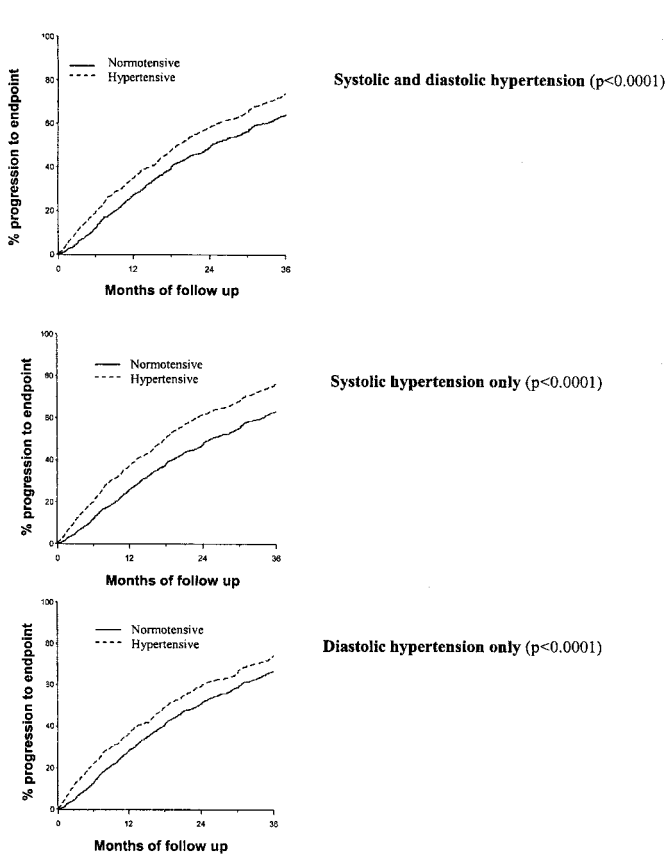 100
80
60
40
20
0
% progression to endpoint
Normotensive
Hypertensive
0 12 24 36
Months of follow up
Systolic and diastolic hypertension (p<0.0001)
100
80
60
40
20
0
% progression to endpoint
Normotensive
Hypertensive
0 12 24 36
Months of follow up
Systolic hypertension only (p<0.0001)
100
80
60
40
20
0
% progression to endpoint
Normotensive
Hypertensive
0 12 24 36
Months of follow up
Diastolic hypertension only (p<0.0001)